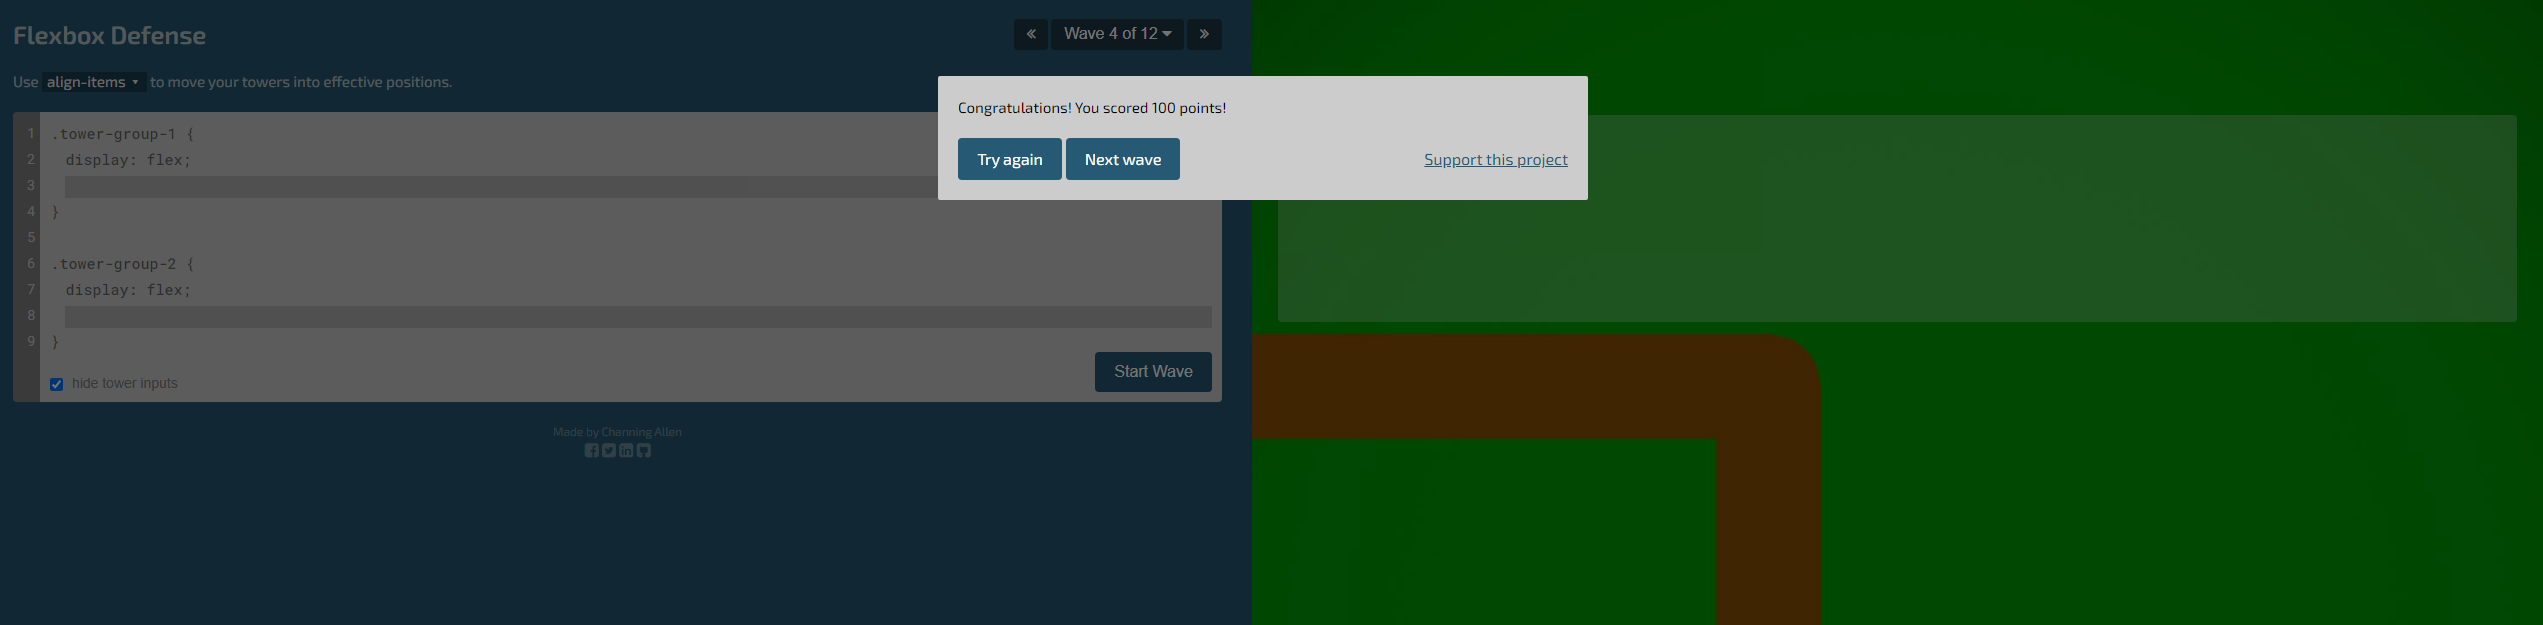 Flexbox Defense
« Wave 4 of 12 »
Use align-items to move your towers into effective positions.
Congratulations! You scored 100 points!
Try again Next wave Support this project
1 .tower-group-1 {
2 display: flex;
3
4 }
5
6 .tower-group-2 {
7 display: flex;
8
9 }
hide tower inputs
Start Wave
Made by Channing Allen